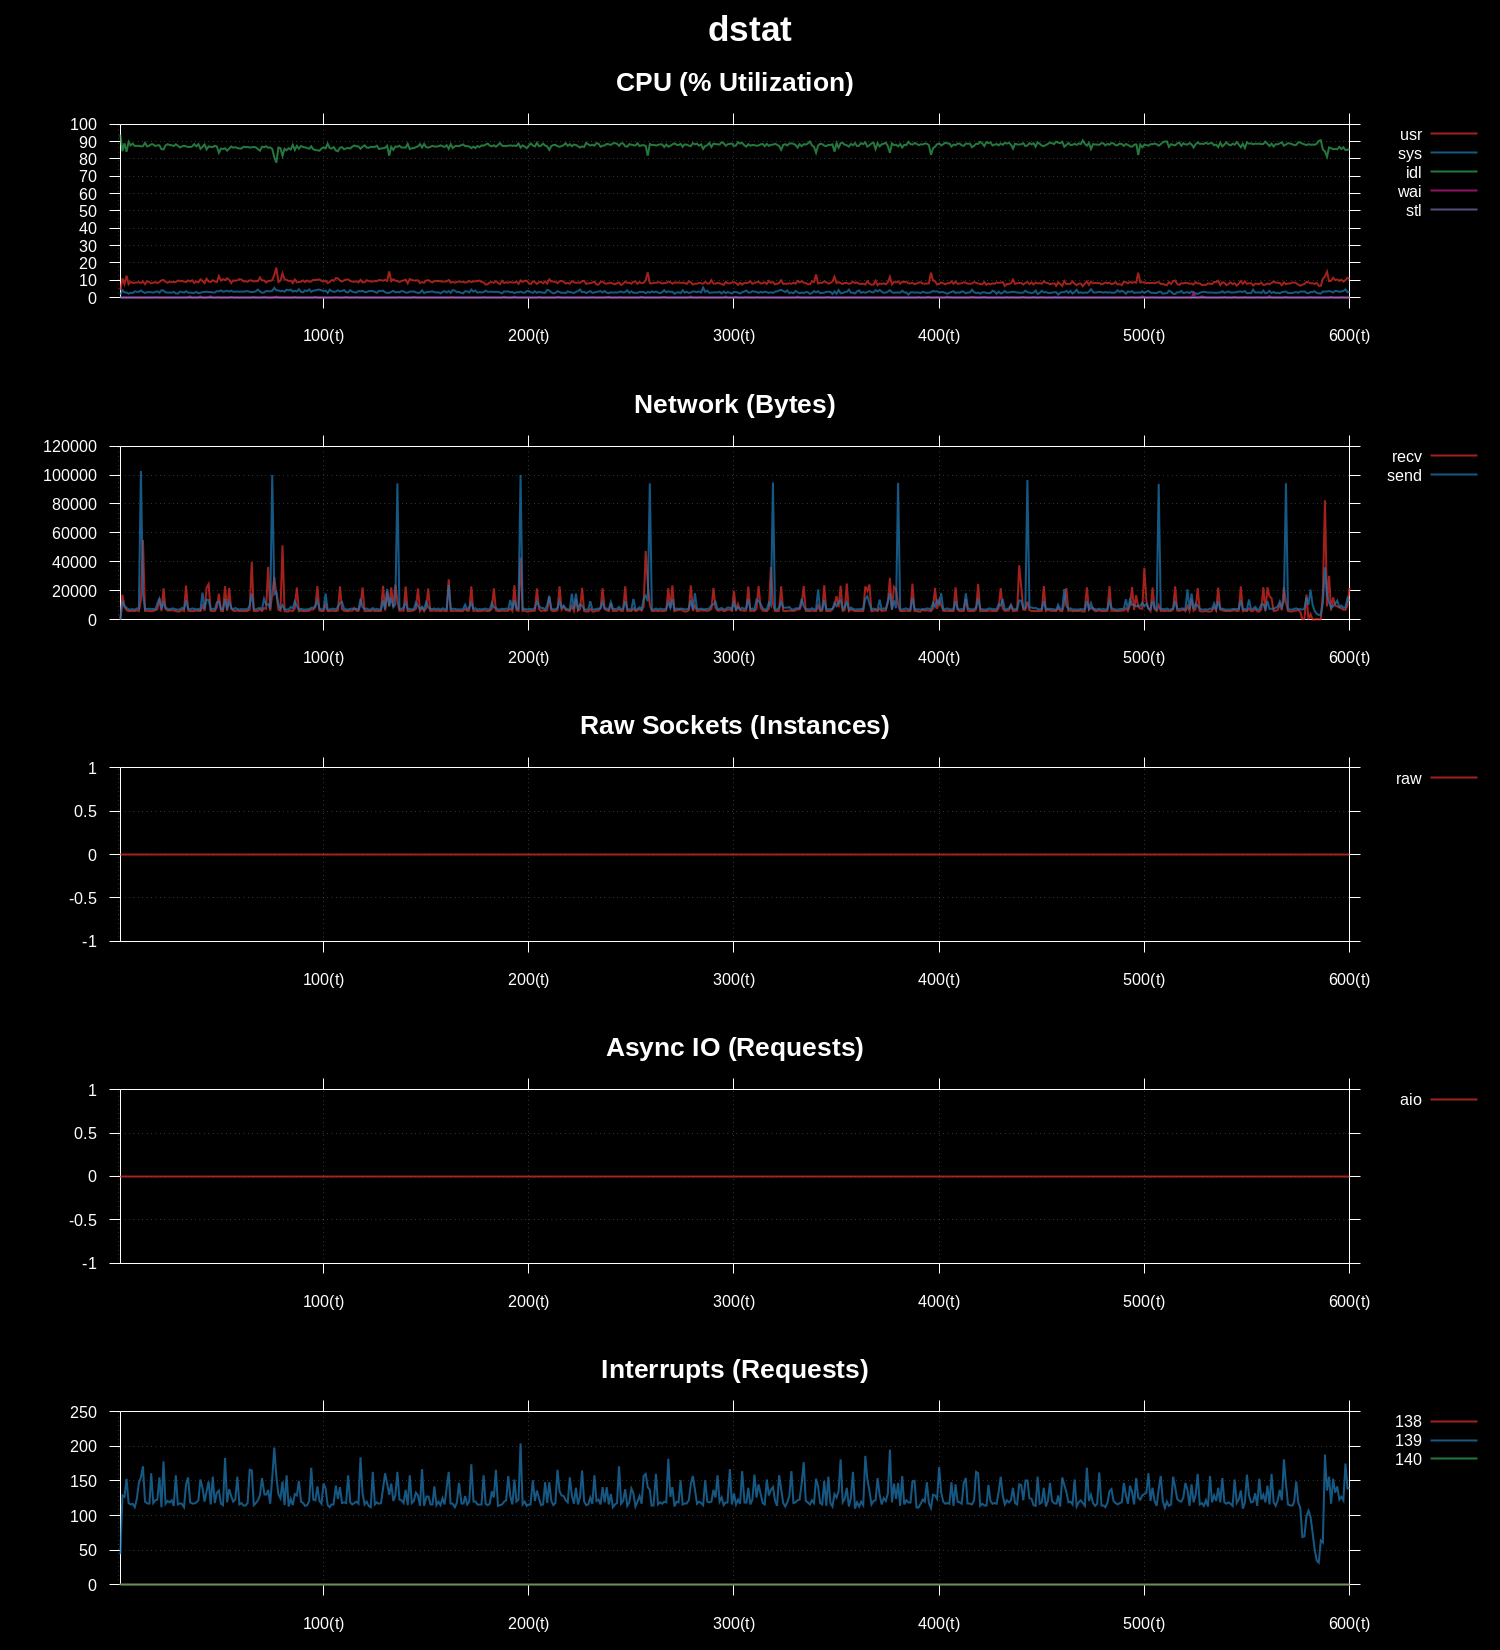 dstat
CPU (% Utilization)
100
90
80
70
60
50
40
30
20
10
0
usr
sys
idl
wai
stl
100(t) 200(t) 300(t) 400(t) 500(t) 600(t)
Network (Bytes)
120000
100000
80000
60000
40000
20000
0
recv
send
100(t) 200(t) 300(t) 400(t) 500(t) 600(t)
Raw Sockets (Instances)
1
0.5
0
-0.5
-1
raw
100(t) 200(t) 300(t) 400(t) 500(t) 600(t)
Async IO (Requests)
1
0.5
0
-0.5
-1
aio
100(t) 200(t) 300(t) 400(t) 500(t) 600(t)
Interrupts (Requests)
250
200
150
100
50
0
138
139
140
100(t) 200(t) 300(t) 400(t) 500(t) 600(t)